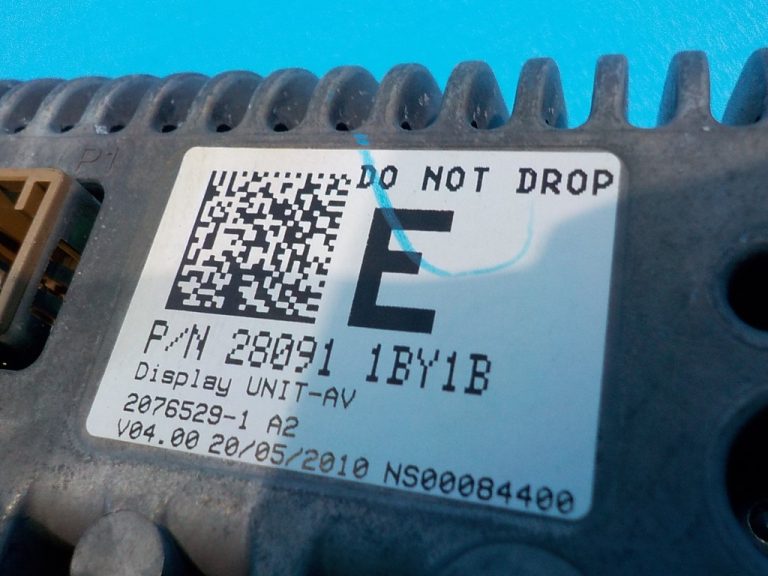 P1
DO NOT DROP
E
P/N 28091 1BY1B
Display UNIT-AV
2076529-1 A2
V04.00 20/05/2010 NS00084400